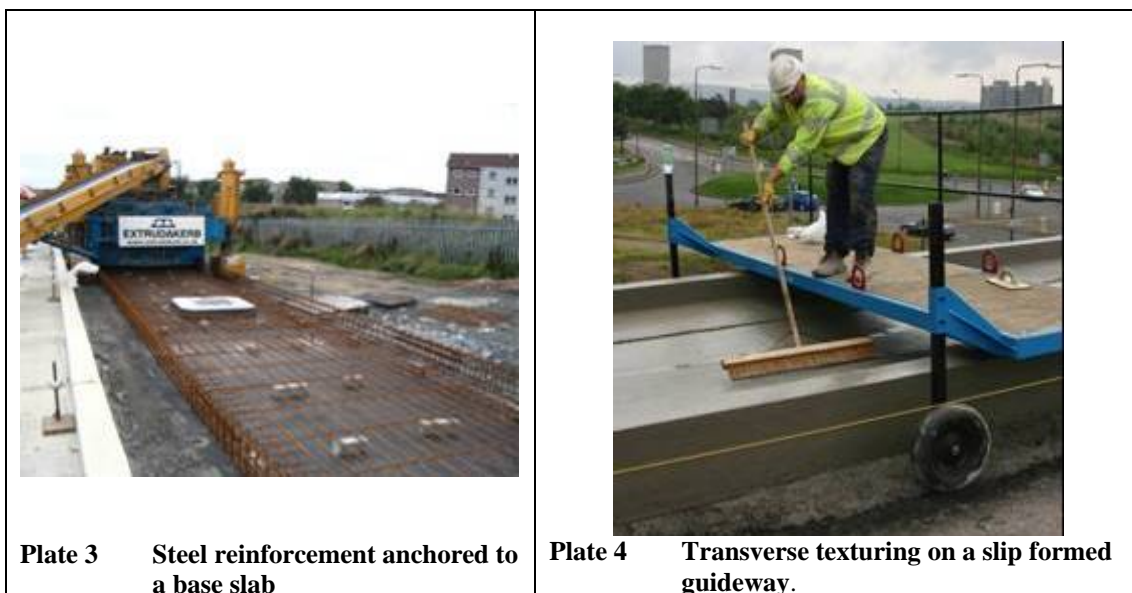 EXTRUDAKERB
Plate 3 Steel reinforcement anchored to
a base slab
Plate 4 Transverse texturing on a slip formed
guideway.